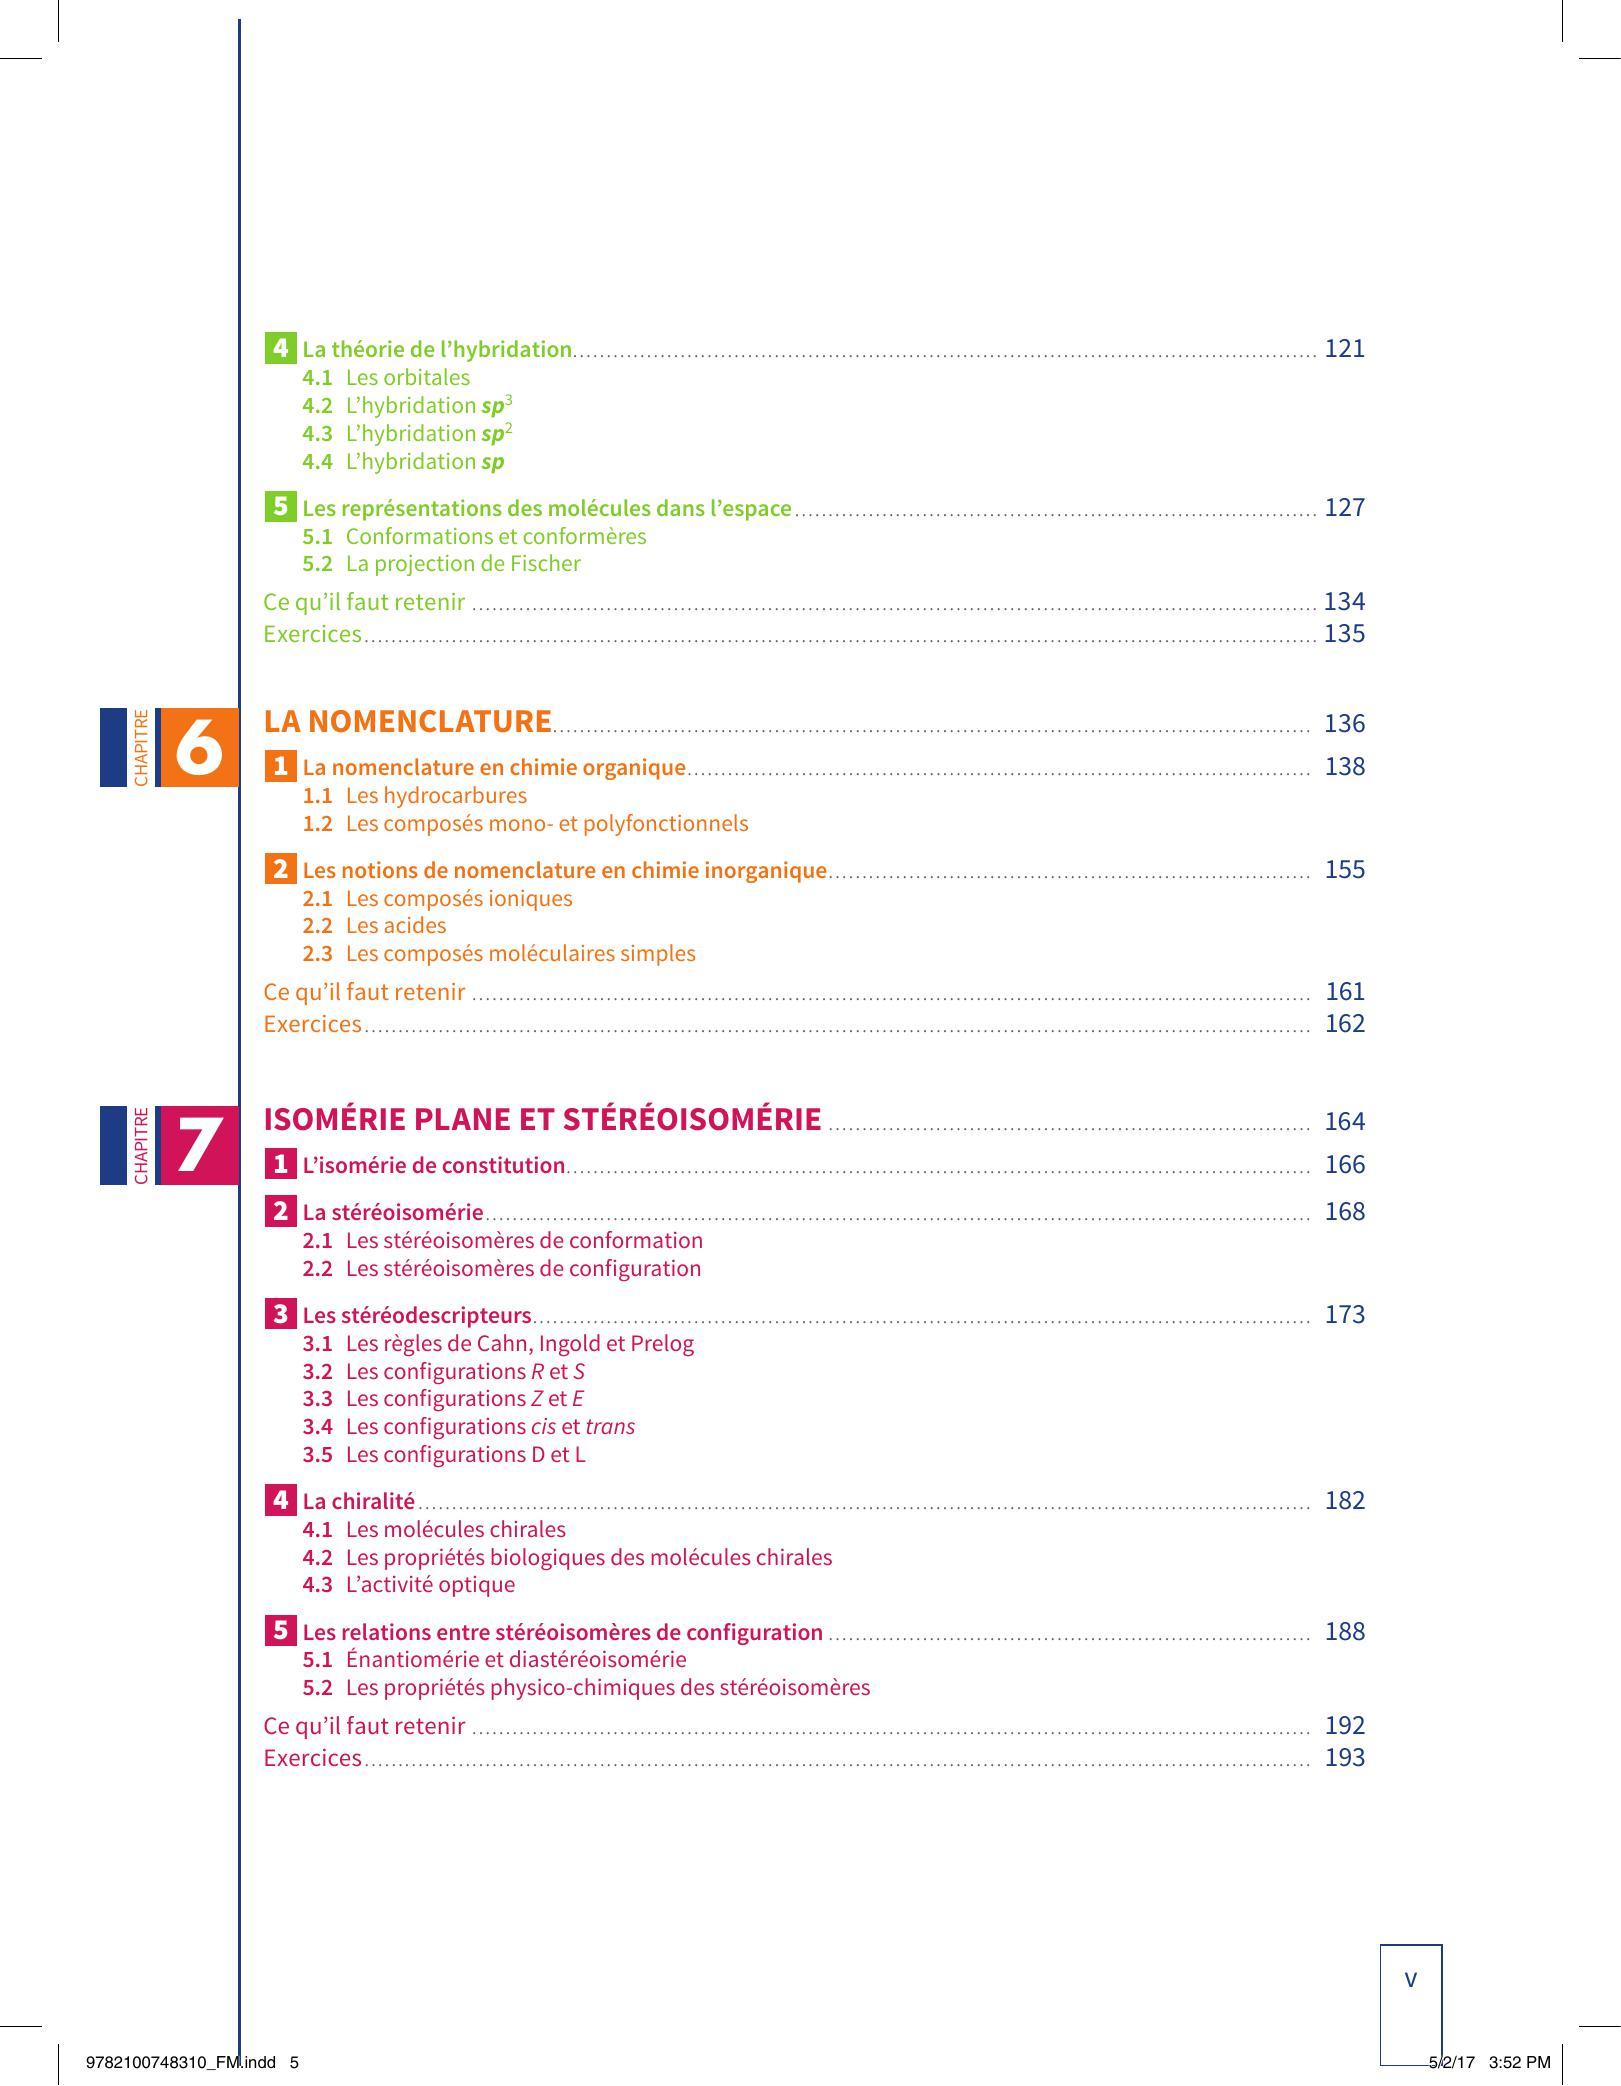 4 La théorie de l’hybridation 121
4.1 Les orbitales
4.2 L’hybridation sp³
4.3 L’hybridation sp²
4.4 L’hybridation sp
5 Les représentations des molécules dans l’espace 127
5.1 Conformations et conformères
5.2 La projection de Fischer
Ce qu’il faut retenir 134
Exercices 135
CHAPITRE 6 LA NOMENCLATURE 136
1 La nomenclature en chimie organique 138
1.1 Les hydrocarbures
1.2 Les composés mono- et polyfonctionnels
2 Les notions de nomenclature en chimie inorganique 155
2.1 Les composés ioniques
2.2 Les acides
2.3 Les composés moléculaires simples
Ce qu’il faut retenir 161
Exercices 162
CHAPITRE 7 ISOMÉRIE PLANE ET STÉRÉOISOMÉRIE 164
1 L’isomérie de constitution 166
2 La stéréoisomérie 168
2.1 Les stéréoisomères de conformation
2.2 Les stéréoisomères de configuration
3 Les stéréodescripteurs 173
3.1 Les règles de Cahn, Ingold et Prelog
3.2 Les configurations R et S
3.3 Les configurations Z et E
3.4 Les configurations cis et trans
3.5 Les configurations D et L
4 La chiralité 182
4.1 Les molécules chirales
4.2 Les propriétés biologiques des molécules chirales
4.3 L’activité optique
5 Les relations entre stéréoisomères de configuration 188
5.1 Énantiomérie et diastéréoisomérie
5.2 Les propriétés physico-chimiques des stéréoisomères
Ce qu’il faut retenir 192
Exercices 193
V
9782100748310_FM.indd 5 5/2/17 3:52 PM